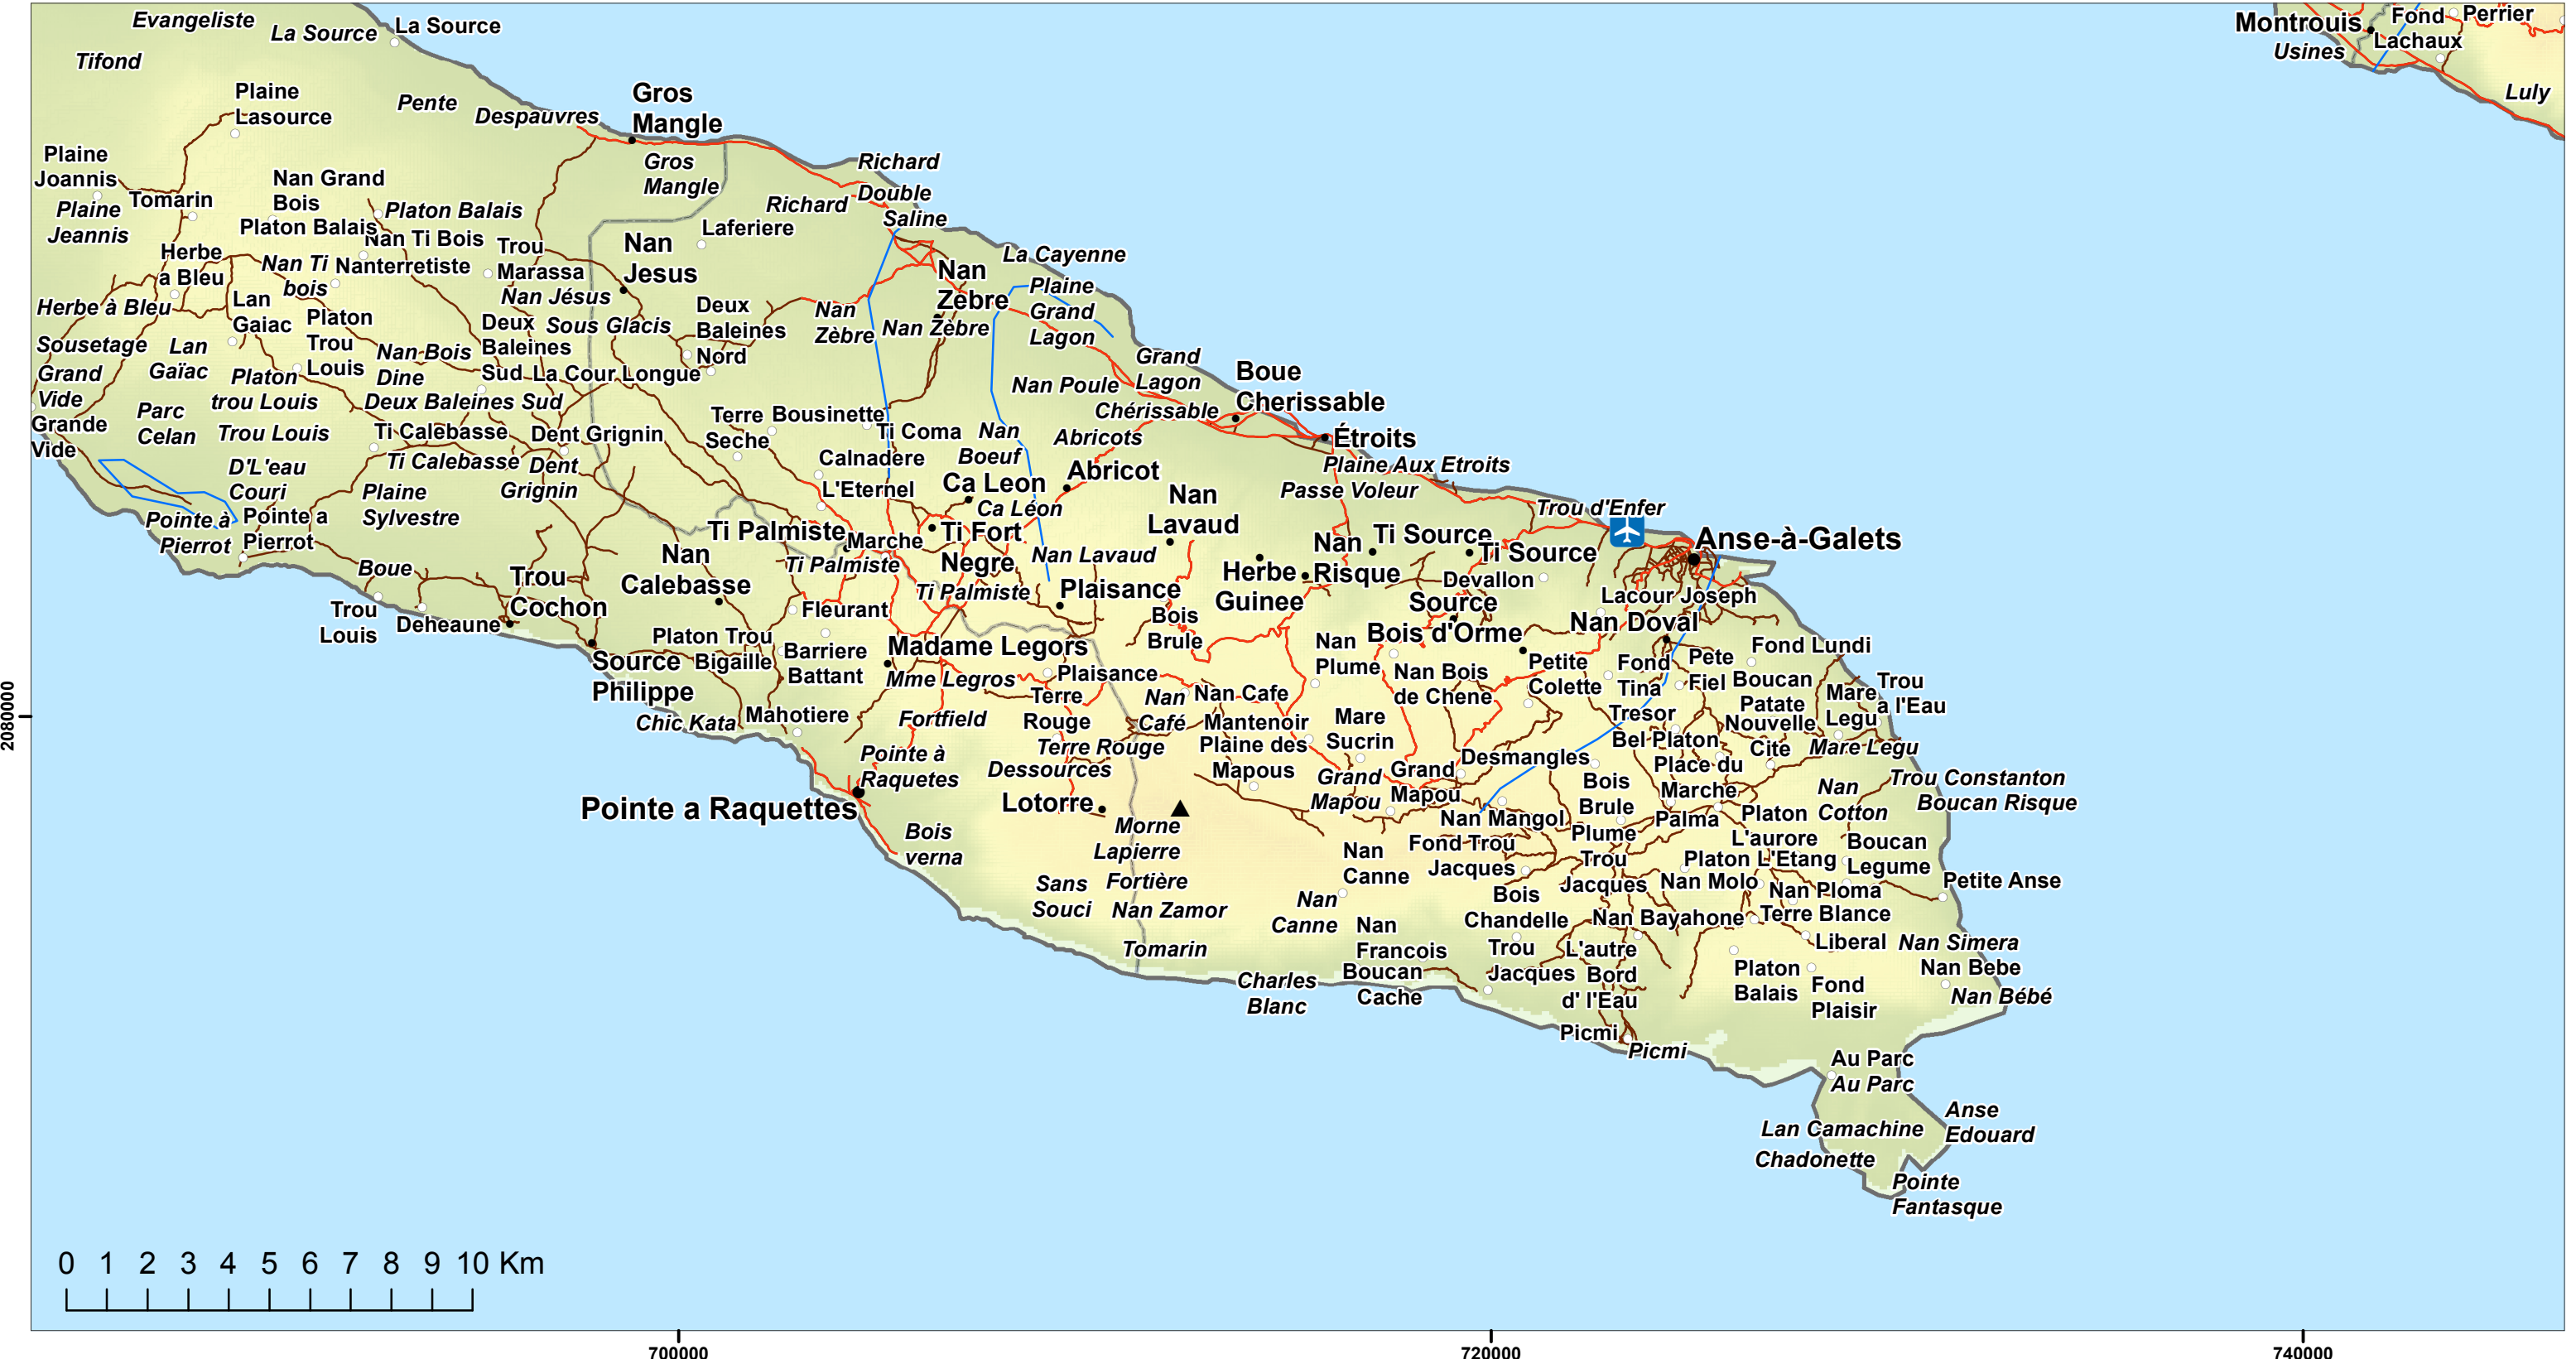 Evangeliste
La Source
La Source
Tifond
Montrouis
Usines
Fond
Lachaux
Perrier
Luly
Plaine
Lasource
Pente
Despauvres
Gros
Mangle
Gros
Mangle
Plaine
Joannis
Plaine
Jeannis
Tomarin
Nan Grand
Bois
Platon Balais
Platon Balais
Nan Ti Bois
Nanterretiste
Nan Ti
bois
Herbe
a Bleu
Herbe à Bleu
Lan
Gaiac
Platon
Trou
Louis
Trou
Marassa
Nan Jésus
Nan
Jesus
Laferiere
Richard
Richard
Double
Saline
La Cayenne
Plaine
Grand
Lagon
Nan
Zebre
Nan Zèbre
Nan
Zèbre
Deux
Baleines
Nord
Deux
Baleines
Sud
Sous Glacis
La Cour Longue
Deux Baleines Sud
Sousetage
Lan
Gaïac
Nan Bois
Dine
Grand
Vide
Grande
Vide
Platon
trou Louis
Parc
Celan
Trou Louis
Ti Calebasse
Ti Calebasse
Dent Grignin
Dent
Grignin
D'L'eau
Couri
Plaine
Sylvestre
Pointe à
Pierrot
Pointe a
Pierrot
Terre
Seche
Bousinette
Ti Coma
Calnadere
L'Eternel
Nan
Boeuf
Nan Poule
Grand
Lagon
Chérissable
Boue
Cherissable
Étroits
Plaine Aux Etroits
Passe Voleur
Abricots
Abricot
Ca Leon
Ca Léon
Ti Fort
Negre
Ti Palmiste
Marche
Ti Palmiste
Ti Palmiste
Nan
Lavaud
Nan Lavaud
Plaisance
Herbe
Guinee
Nan
Risque
Ti Source
Ti Source
Devallon
Source
Bois d'Orme
Trou d'Enfer
Anse-à-Galets
Lacour Joseph
Nan Doval
Boue
Trou
Louis
Deheaune
Trou
Cochon
Source
Philippe
Nan
Calebasse
Fleurant
Platon Trou
Bigaille
Barriere
Battant
Madame Legors
Mme Legros
Plaisance
Bois
Brule
Terre
Rouge
Terre Rouge
Nan
Café
Nan Cafe
Nan
Plume
Nan Bois
de Chene
Petite
Colette
Fond
Tina
Pete
Fiel
Fond Lundi
Boucan
Patate
Nouvelle
Cite
Mare
Legu
Mare Legu
Trou
a l'Eau
Chic Kata
Mahotiere
Fortfield
Pointe à
Raquetes
Pointe a Raquettes
Bois
verna
Dessources
Lotorre
Morne
Lapierre
Mantenoir
Plaine des
Mapous
Mare
Sucrin
Grand
Mapou
Grand
Mapou
Desmangles
Tresor
Bel Platon
Place du
Marche
Bois
Brule
Palma
Nan Mangol
Plume
Fond Trou
Jacques
Trou
Jacques
Platon
L'aurore
Platon L'Etang
Nan
Cotton
Trou Constanton
Boucan Risque
Boucan
Legume
Petite Anse
Nan Molo
Nan Ploma
Terre Blance
Nan Bayahone
Liberal
Nan Simera
Nan Bebe
Nan Bébé
Sans
Souci
Fortière
Nan Zamor
Tomarin
Nan
Canne
Nan
Canne
Nan
Francois
Boucan
Cache
Charles
Blanc
Bois
Chandelle
Trou
Jacques
L'autre
Bord
d' l'Eau
Platon
Balais
Fond
Plaisir
Picmi
Picmi
Au Parc
Au Parc
Anse
Edouard
Lan Camachine
Chadonette
Pointe
Fantasque
2080000
0 1 2 3 4 5 6 7 8 9 10 Km
700000
720000
740000